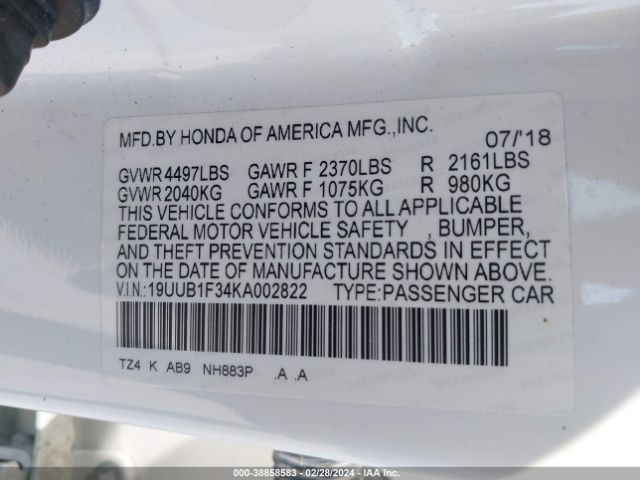 MFD.BY HONDA OF AMERICA MFG.,INC. 07/'18
GVWR 4497LBS GAWR F 2370LBS R 2161LBS
GVWR 2040KG GAWR F 1075KG R 980KG
THIS VEHICLE CONFORMS TO ALL APPLICABLE
FEDERAL MOTOR VEHICLE SAFETY , BUMPER,
AND THEFT PREVENTION STANDARDS IN EFFECT
ON THE DATE OF MANUFACTURE SHOWN ABOVE.
V.I.N.:19UUB1F34KA002822 TYPE:PASSENGER CAR
TZ4 K AB9 NH883P .A .A
000-38858583 - 02/28/2024 - IAAI.COM